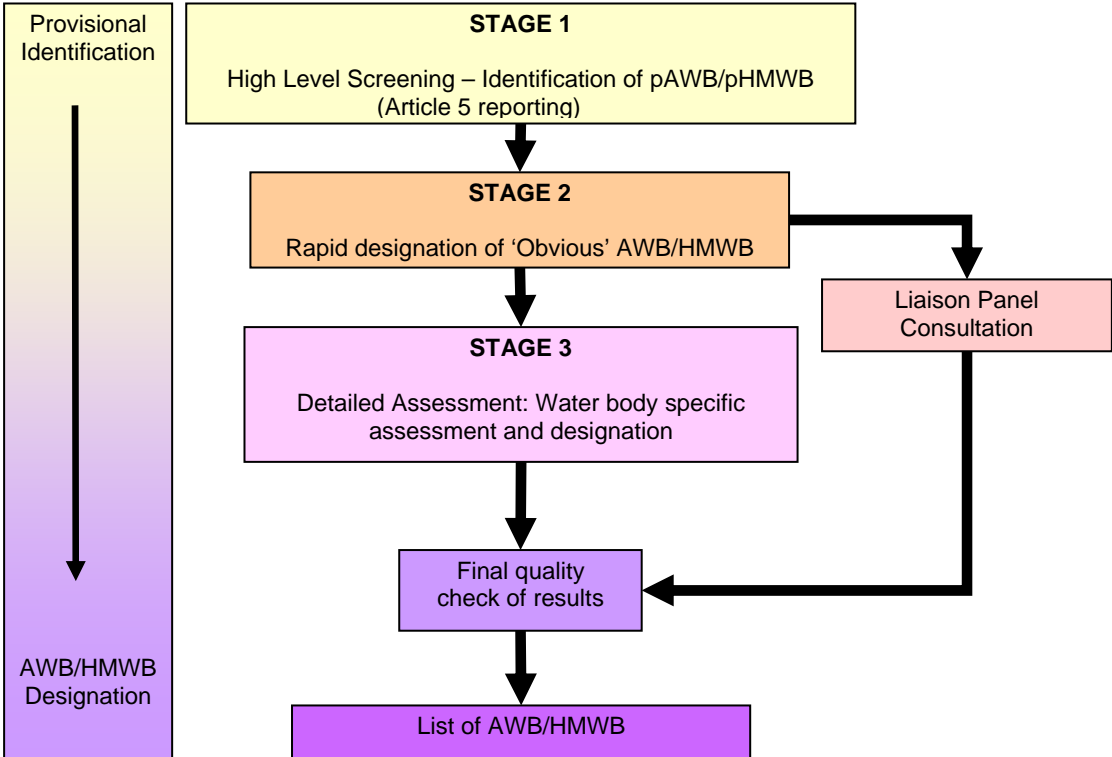 Provisional
Identification
AWB/HMWB
Designation
STAGE 1
High Level Screening – Identification of pAWB/pHMWB
(Article 5 reporting)
STAGE 2
Rapid designation of ‘Obvious’ AWB/HMWB
Liaison Panel
Consultation
STAGE 3
Detailed Assessment: Water body specific
assessment and designation
Final quality
check of results
List of AWB/HMWB